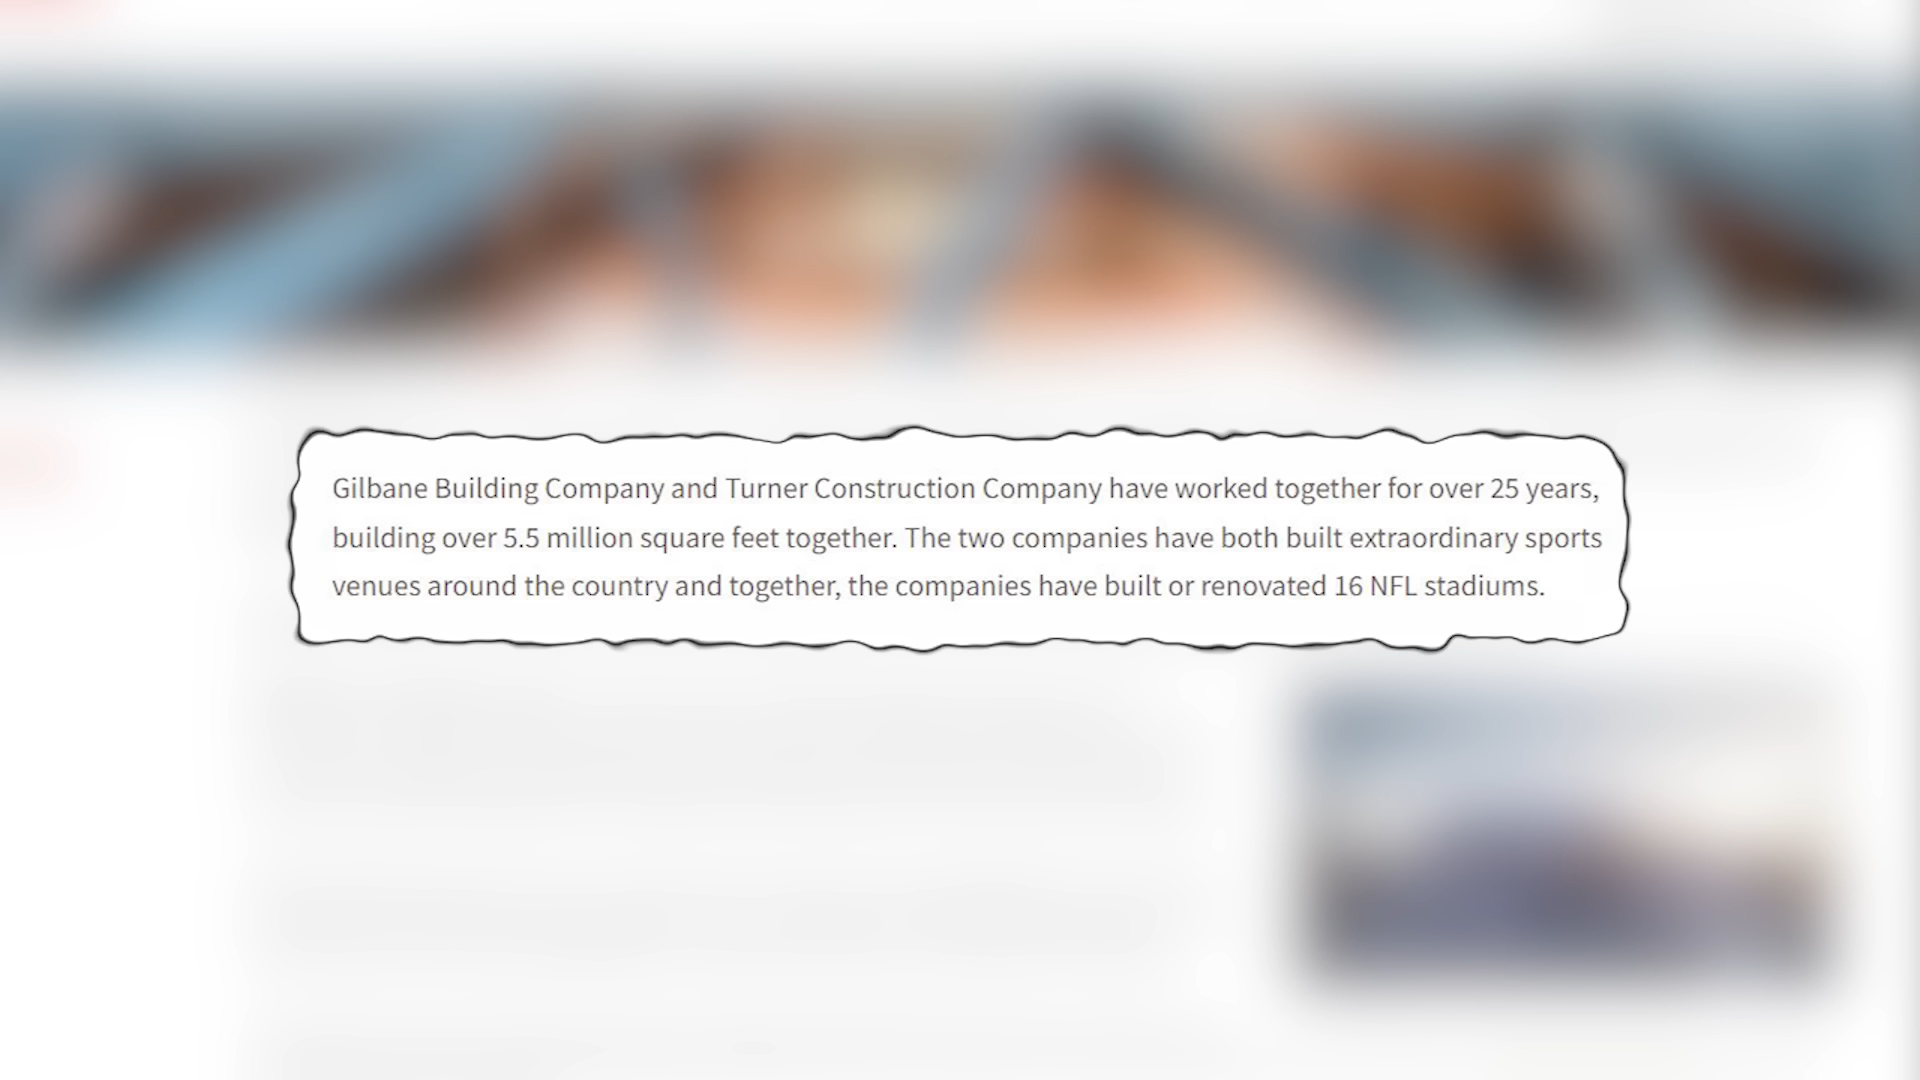 Gilbane Building Company and Turner Construction Company have worked together for over 25 years,
building over 5.5 million square feet together. The two companies have both built extraordinary sports
venues around the country and together, the companies have built or renovated 16 NFL stadiums.